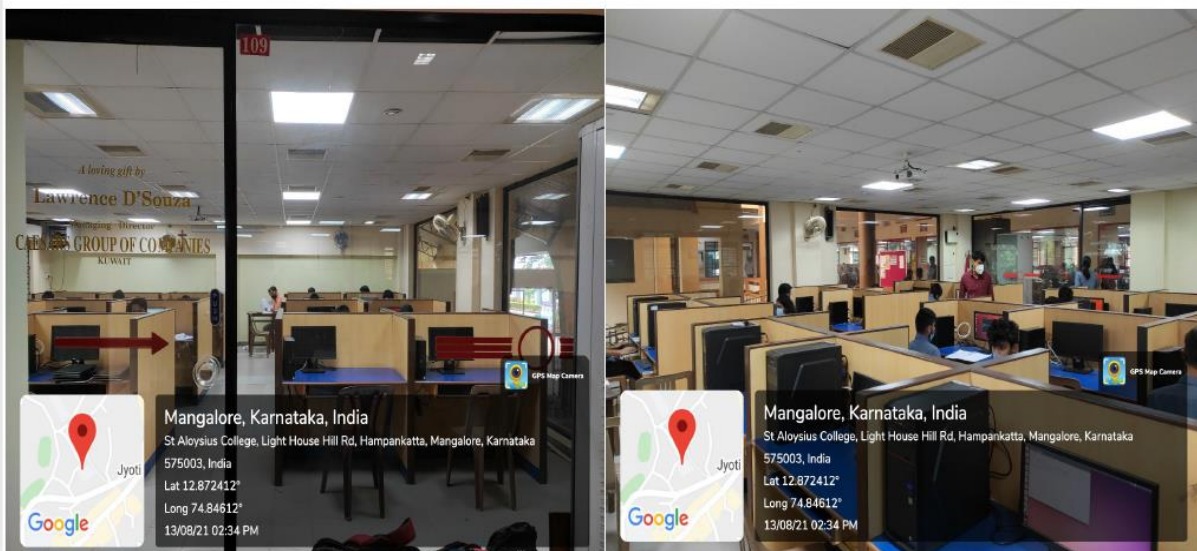 109
A loving gift by
Lawrence D'Souza
Managing Director
CAESARS GROUP OF COMPANIES
KUWAIT
GPS Map Camera
Jyoti
Google
Mangalore, Karnataka, India
St Aloysius College, Light House Hill Rd, Hampankatta, Mangalore, Karnataka
575003, India
Lat 12.872412°
Long 74.84612°
13/08/21 02:34 PM
GPS Map Camera
Jyoti
Google
Mangalore, Karnataka, India
St Aloysius College, Light House Hill Rd, Hampankatta, Mangalore, Karnataka
575003, India
Lat 12.872412°
Long 74.84612°
13/08/21 02:34 PM